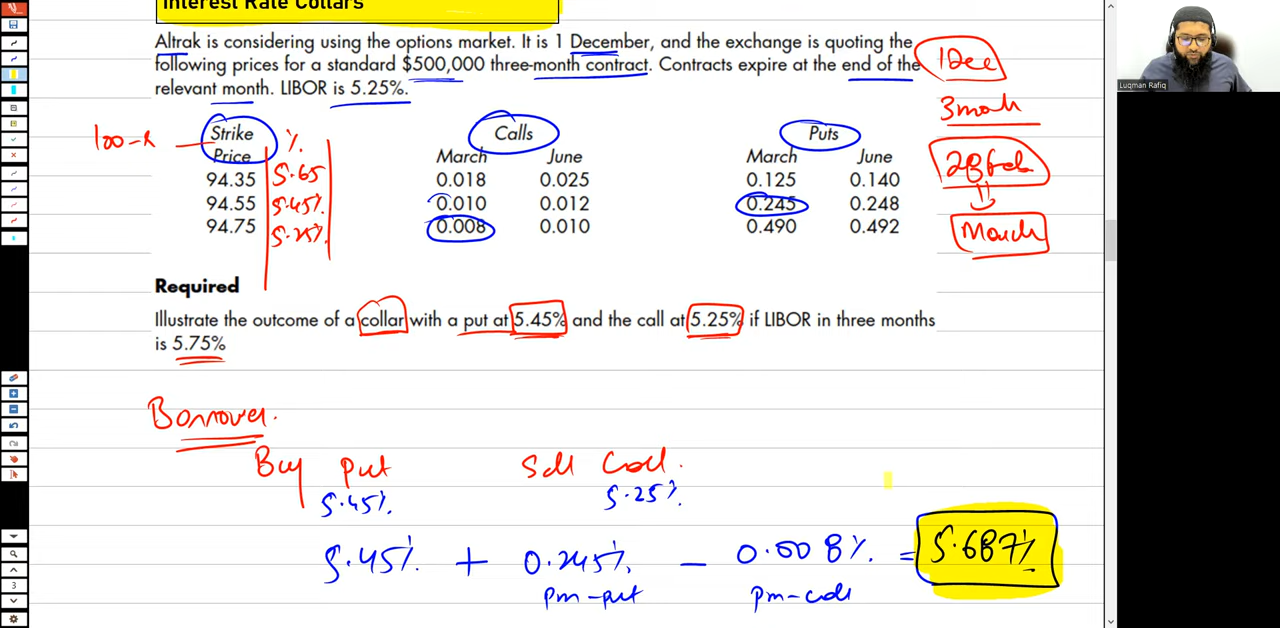 Interest Rate Collars
Altrak is considering using the options market. It is 1 December, and the exchange is quoting the
following prices for a standard $500,000 three-month contract. Contracts expire at the end of the
relevant month. LIBOR is 5.25%.
1 Dec
3 month
28 Feb
March
100-R
Strike Price % Calls Puts
March June March June
94.35 5.65 0.018 0.025 0.125 0.140
94.55 5.45% 0.010 0.012 0.245 0.248
94.75 5.25% 0.008 0.010 0.490 0.492
Required
Illustrate the outcome of a collar with a put at 5.45% and the call at 5.25% if LIBOR in three months
is 5.75%
Borrower.
Buy Put Sell Call.
5.45% 5.25%
5.45% + 0.245% - 0.008% = 5.687%
pm-put pm-call
Luqman Rafiq
3